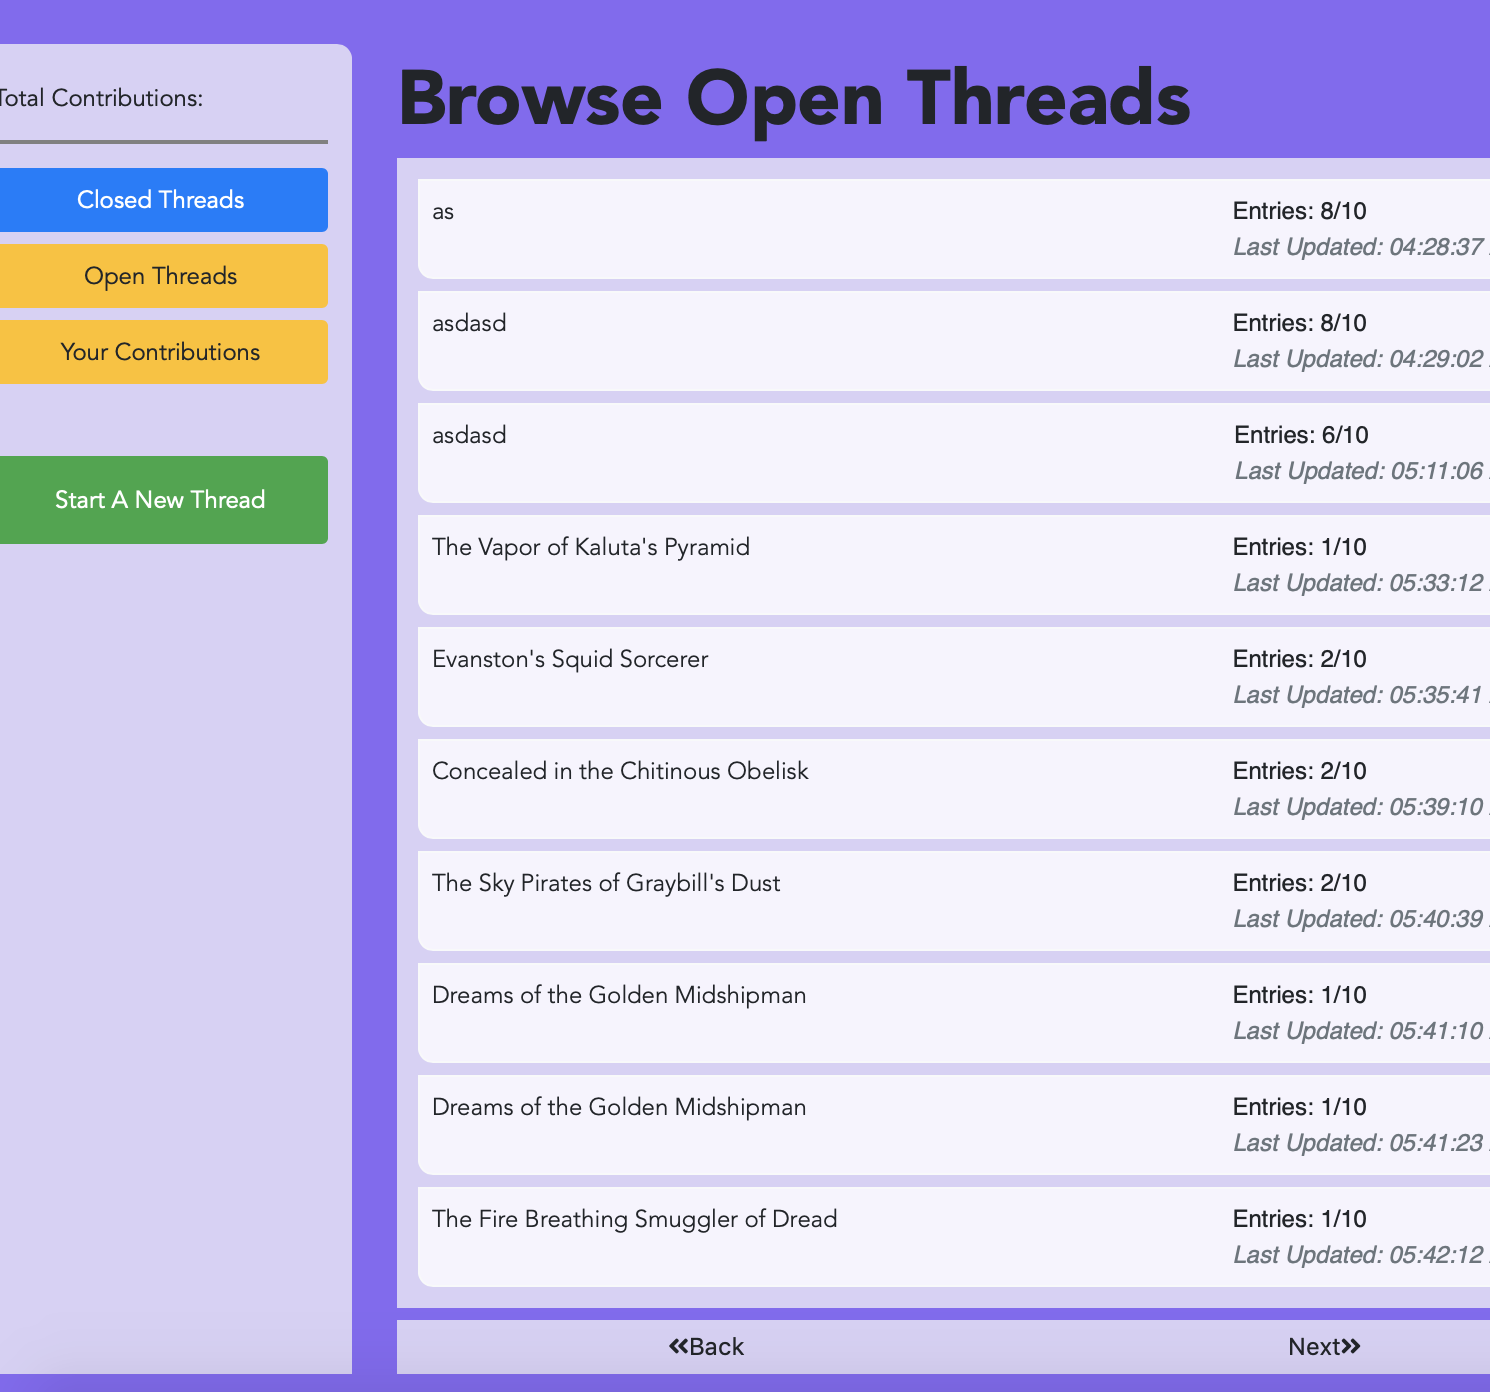 Total Contributions:
Closed Threads
Open Threads
Your Contributions
Start A New Thread
Browse Open Threads
as
Entries: 8/10
Last Updated: 04:28:37
asdasd
Entries: 8/10
Last Updated: 04:29:02
asdasd
Entries: 6/10
Last Updated: 05:11:06
The Vapor of Kaluta's Pyramid
Entries: 1/10
Last Updated: 05:33:12
Evanston's Squid Sorcerer
Entries: 2/10
Last Updated: 05:35:41
Concealed in the Chitinous Obelisk
Entries: 2/10
Last Updated: 05:39:10
The Sky Pirates of Graybill's Dust
Entries: 2/10
Last Updated: 05:40:39
Dreams of the Golden Midshipman
Entries: 1/10
Last Updated: 05:41:10
Dreams of the Golden Midshipman
Entries: 1/10
Last Updated: 05:41:23
The Fire Breathing Smuggler of Dread
Entries: 1/10
Last Updated: 05:42:12
«Back
Next»